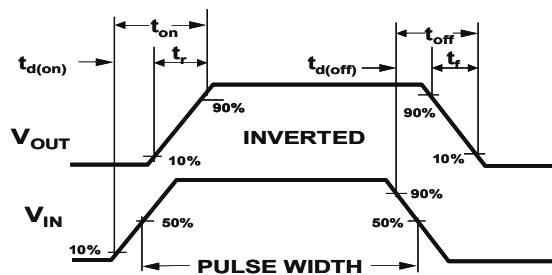 ton
toff
td(on)
tr
td(off)
tf
90%
90%
VOUT
INVERTED
10%
10%
VIN
50%
50%
90%
10%
PULSE WIDTH